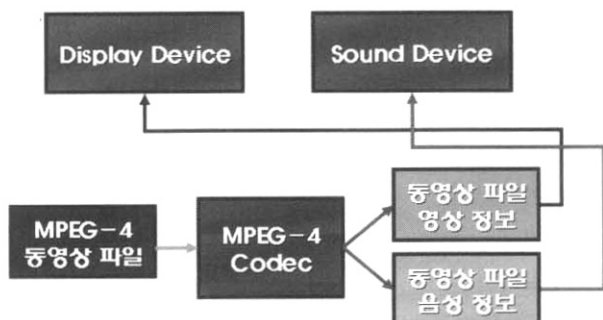 Display Device
Sound Device
동영상 파일
영상 정보
MPEG-4
동영상 파일
MPEG-4
Codec
동영상 파일
음성 정보